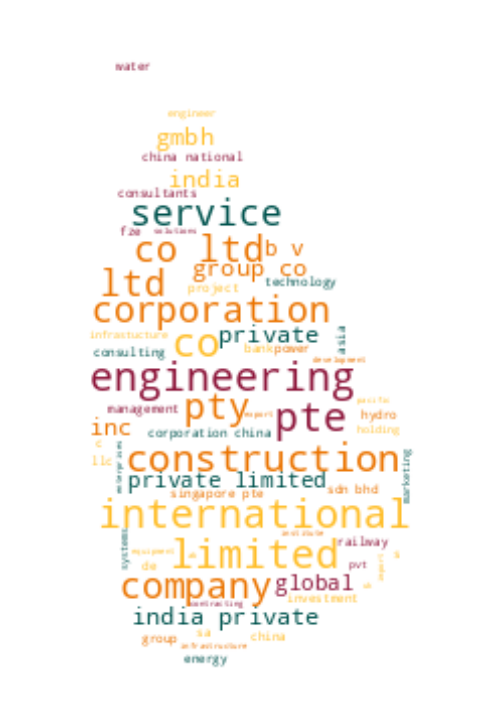 water
engineer
gmbh
china national
india
consultants
service
fze solutions
co ltd b v
group co
ltd technology
project
corporation
infrastucture co private asia
consulting bank power
development
engineering
pacific
management pty export pte hydro
inc corporation china holding
c
llc enterprises construction marketing
private limited
singapore pte sdn bhd
international
systems institute railway
equipment limited
de pvt import
company global
investment
contracting
india private
group sa china
infrastructure
energy